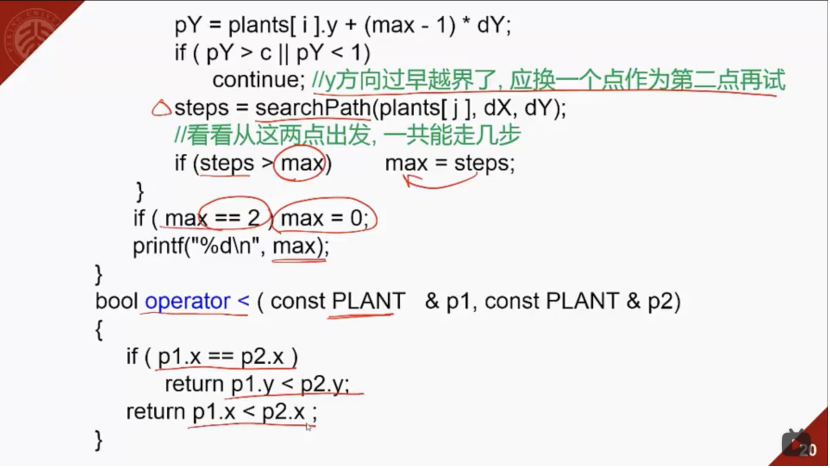 pY = plants[ i ].y + (max - 1) * dY;
if ( pY > c || pY < 1)
continue; //y方向过早越界了, 应换一个点作为第二点再试
steps = searchPath(plants[ j ], dX, dY);
//看看从这两点出发, 一共能走几步
if (steps > max) max = steps;
}
if ( max == 2 ) max = 0;
printf("%d\n", max);
}
bool operator < ( const PLANT & p1, const PLANT & p2)
{
if ( p1.x == p2.x )
return p1.y < p2.y;
return p1.x < p2.x ;
}
20